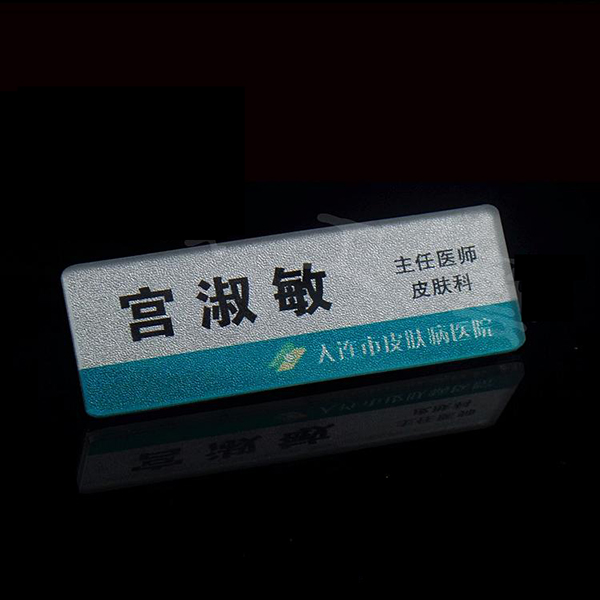 宫淑敏
主任医师
皮肤科
大连市皮肤病医院